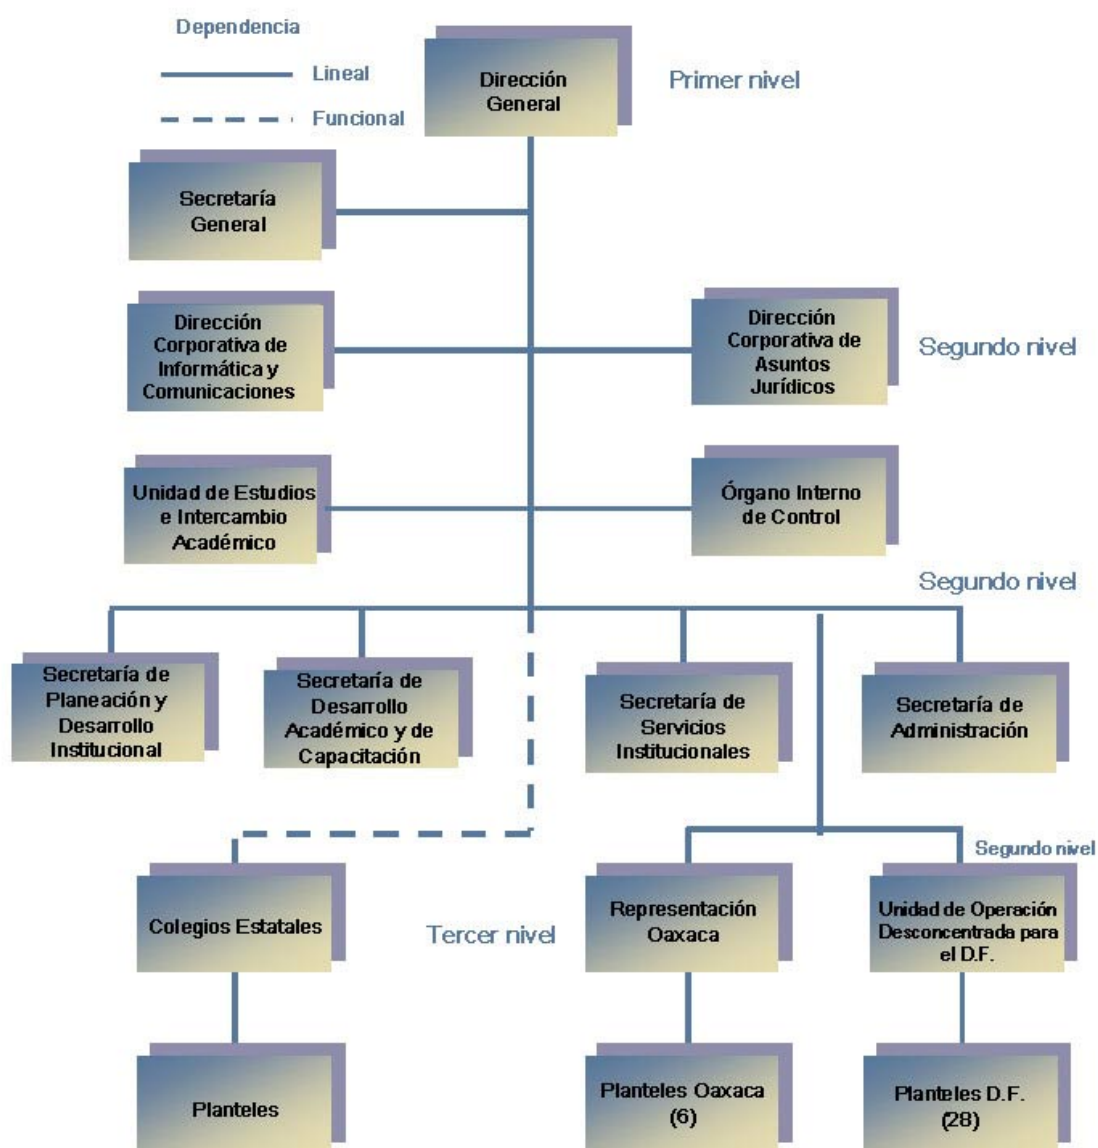 Dependencia
Lineal
Funcional
Dirección
General
Primer nivel
Secretaría
General
Dirección
Corporativa de
Informática y
Comunicaciones
Dirección
Corporativa de
Asuntos
Jurídicos
Segundo nivel
Unidad de Estudios
e Intercambio
Académico
Órgano Interno
de Control
Segundo nivel
Secretaría de
Planeación y
Desarrollo
Institucional
Secretaría de
Desarrollo
Académico y de
Capacitación
Secretaría de
Servicios
Institucionales
Secretaría de
Administración
Segundo nivel
Colegios Estatales
Tercer nivel
Representación
Oaxaca
Unidad de Operación
Desconcentrada para
el D.F.
Planteles
Planteles Oaxaca
(6)
Planteles D.F.
(28)